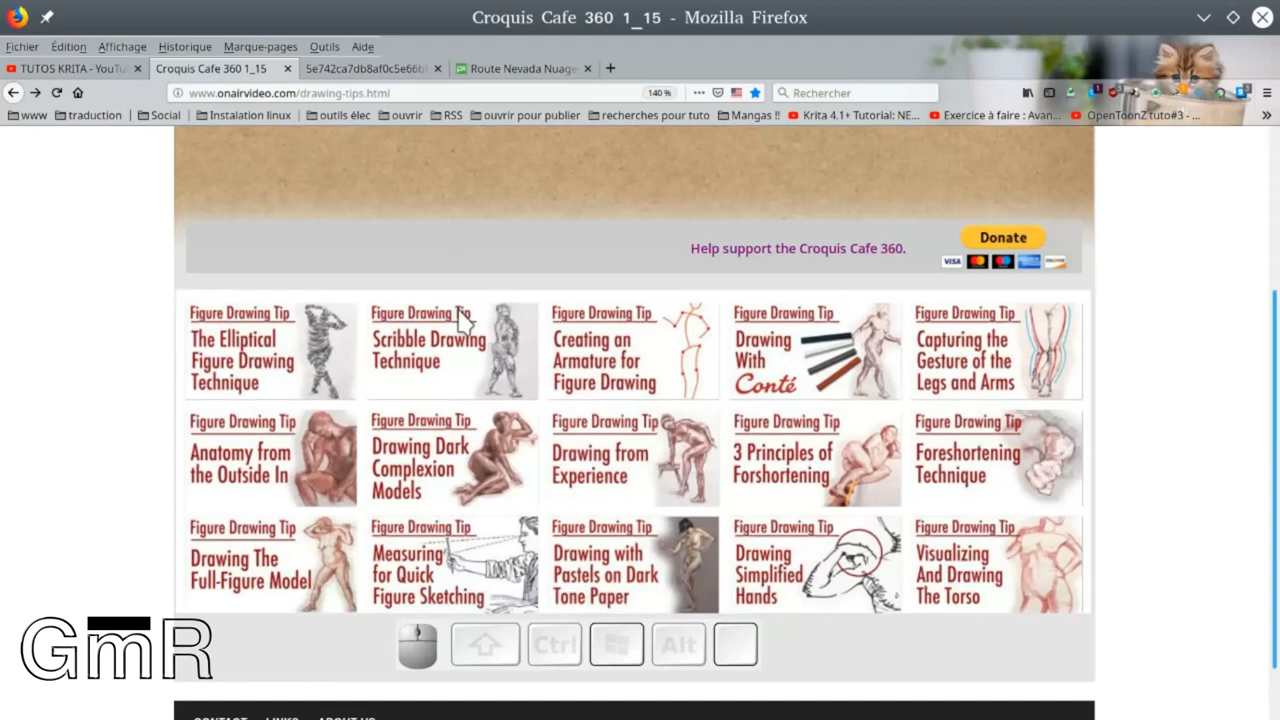 Croquis Cafe 360 1_15 - Mozilla Firefox
Fichier Édition Affichage Historique Marque-pages Outils Aide
TUTOS KRITA - YouTu
Croquis Cafe 360 1_15
5e742ca7db8af0c5e66b
Route Nevada Nuage
www.onairvideo.com/drawing-tips.html
140 %
Rechercher
www traduction Social Instalation linux outils élec ouvrir RSS ouvrir pour publier recherches pour tuto Mangas !! Krita 4.1+ Tutorial: NE... Exercice à faire : Avan... OpenToonZ tuto#3 - ...
Donate
Help support the Croquis Cafe 360.
VISA
Figure Drawing Tip
The Elliptical
Figure Drawing
Technique
Figure Drawing Tip
Scribble Drawing
Technique
Figure Drawing Tip
Creating an
Armature for
Figure Drawing
Figure Drawing Tip
Drawing
With
Conté
Figure Drawing Tip
Capturing the
Gesture of the
Legs and Arms
Figure Drawing Tip
Anatomy from
the Outside In
Figure Drawing Tip
Drawing Dark
Complexion
Models
Figure Drawing Tip
Drawing from
Experience
Figure Drawing Tip
3 Principles of
Forshortening
Figure Drawing Tip
Foreshortening
Technique
Figure Drawing Tip
Drawing The
Full-Figure Model
Figure Drawing Tip
Measuring
for Quick
Figure Sketching
Figure Drawing Tip
Drawing with
Pastels on Dark
Tone Paper
Figure Drawing Tip
Drawing
Simplified
Hands
Figure Drawing Tip
Visualizing
And Drawing
The Torso
GmR
Ctrl
Alt
CONTACT LINKS ABOUT US